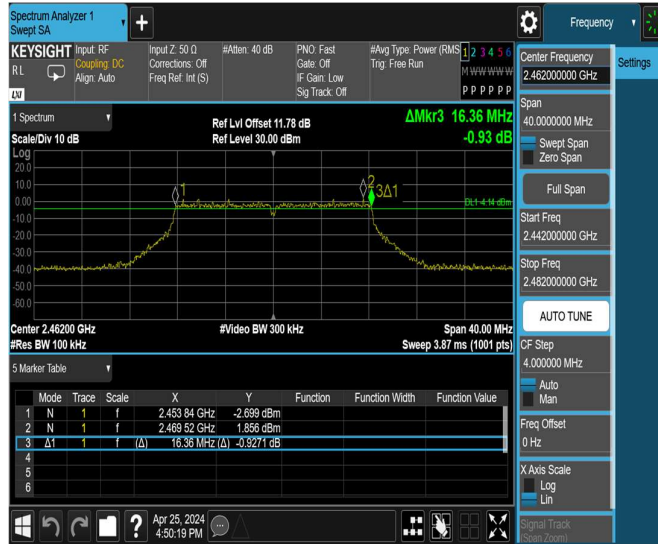 Spectrum Analyzer 1
Swept SA
+
Frequency
KEYSIGHT
RL
LXI
Input: RF
Coupling: DC
Align: Auto
Input Z: 50 Ω
Corrections: Off
Freq Ref: Int (S)
#Atten: 40 dB
PNO: Fast
Gate: Off
IF Gain: Low
Sig Track: Off
#Avg Type: Power (RMS
Trig: Free Run
1 2 3 4 5 6
M W W W W W
P P P P P P
1 Spectrum
Scale/Div 10 dB
Ref Lvl Offset 11.78 dB
Ref Level 30.00 dBm
ΔMkr3 16.36 MHz
-0.93 dB
Log
20.0
10.0
0.00
-10.0
-20.0
-30.0
-40.0
-50.0
-60.0
1
2
3Δ1
DL1 -4.14 dBm
Center 2.46200 GHz
#Video BW 300 kHz
Span 40.00 MHz
#Res BW 100 kHz
Sweep 3.87 ms (1001 pts)
5 Marker Table
Mode Trace Scale X Y Function Function Width Function Value
1 N 1 f 2.453 84 GHz -2.699 dBm
2 N 1 f 2.469 52 GHz 1.856 dBm
3 Δ1 1 f (Δ) 16.36 MHz (Δ) -0.9271 dB
4
5
6
Apr 25, 2024
4:50:19 PM
Center Frequency
2.462000000 GHz
Settings
Span
40.0000000 MHz
Swept Span
Zero Span
Full Span
Start Freq
2.442000000 GHz
Stop Freq
2.482000000 GHz
AUTO TUNE
CF Step
4.000000 MHz
Auto
Man
Freq Offset
0 Hz
X Axis Scale
Log
Lin
Signal Track
(Span Zoom)